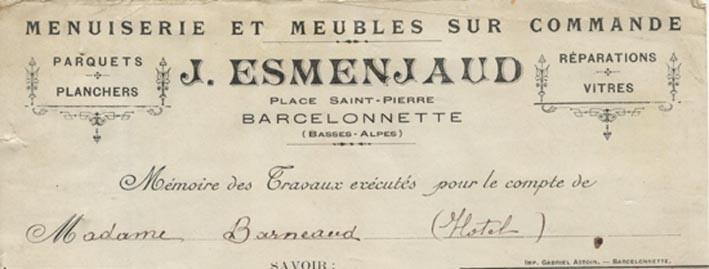 MENUISERIE ET MEUBLES SUR COMMANDE
PARQUETS
PLANCHERS
J. ESMENJAUD
PLACE SAINT-PIERRE
BARCELONNETTE
(BASSES-ALPES)
RÉPARATIONS
VITRES
Mémoire des Travaux exécutés pour le compte de
Madame Barneaud (Hotel)
IMP. GABRIEL ASTOIN. — BARCELONNETTE.
SAVOIR :